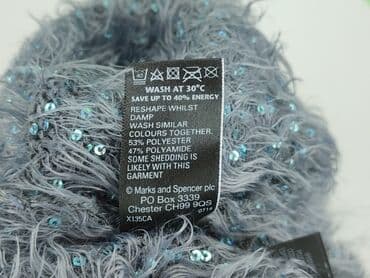 WASH AT 30°C
SAVE UP TO 40% ENERGY
RESHAPE WHILST
DAMP
WASH SIMILAR
COLOURS TOGETHER.
53% POLYESTER
47% POLYAMIDE
SOME SHEDDING IS
LIKELY WITH THIS
GARMENT
© Marks and Spencer plc
PO Box 3339
Chester CH99 9QS
X135CA 0714